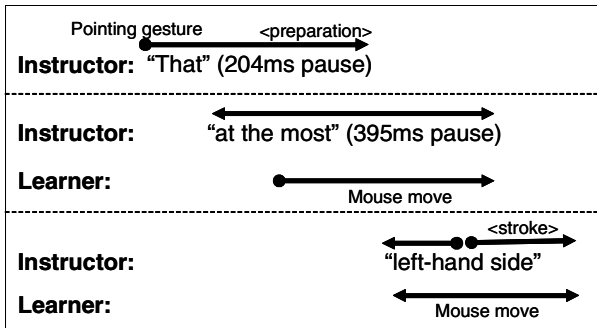 Pointing gesture <preparation>
Instructor: “That” (204ms pause)
Instructor: “at the most” (395ms pause)
Learner:
Mouse move
<stroke>
Instructor: “left-hand side”
Learner: Mouse move